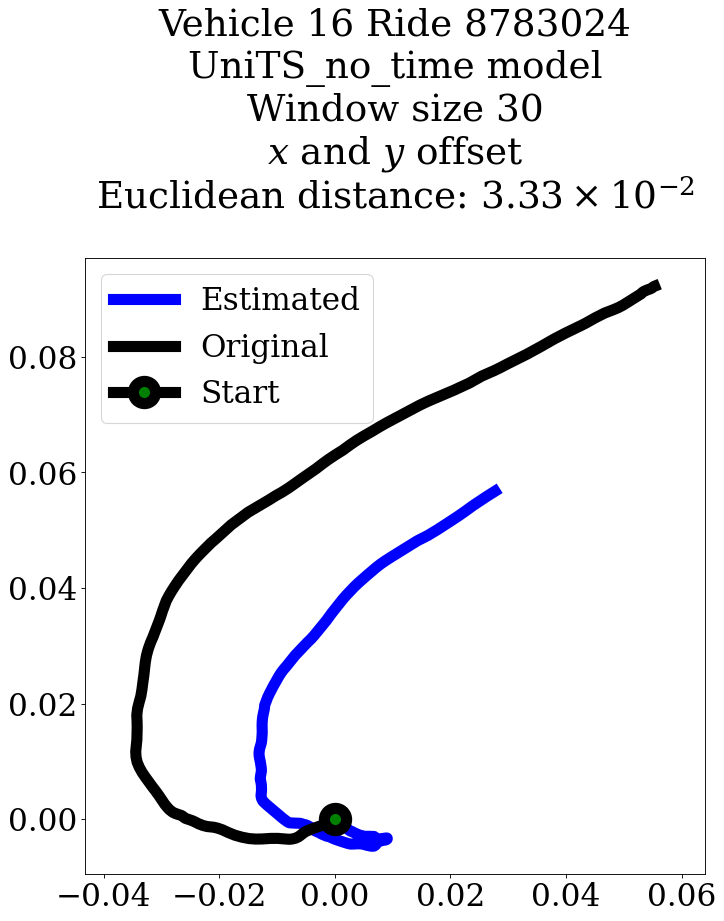 Vehicle 16 Ride 8783024
UniTS_no_time model
Window size 30
x and y offset
Euclidean distance: 3.33 × 10⁻²
Estimated
Original
Start
0.08
0.06
0.04
0.02
0.00
−0.04 −0.02 0.00 0.02 0.04 0.06